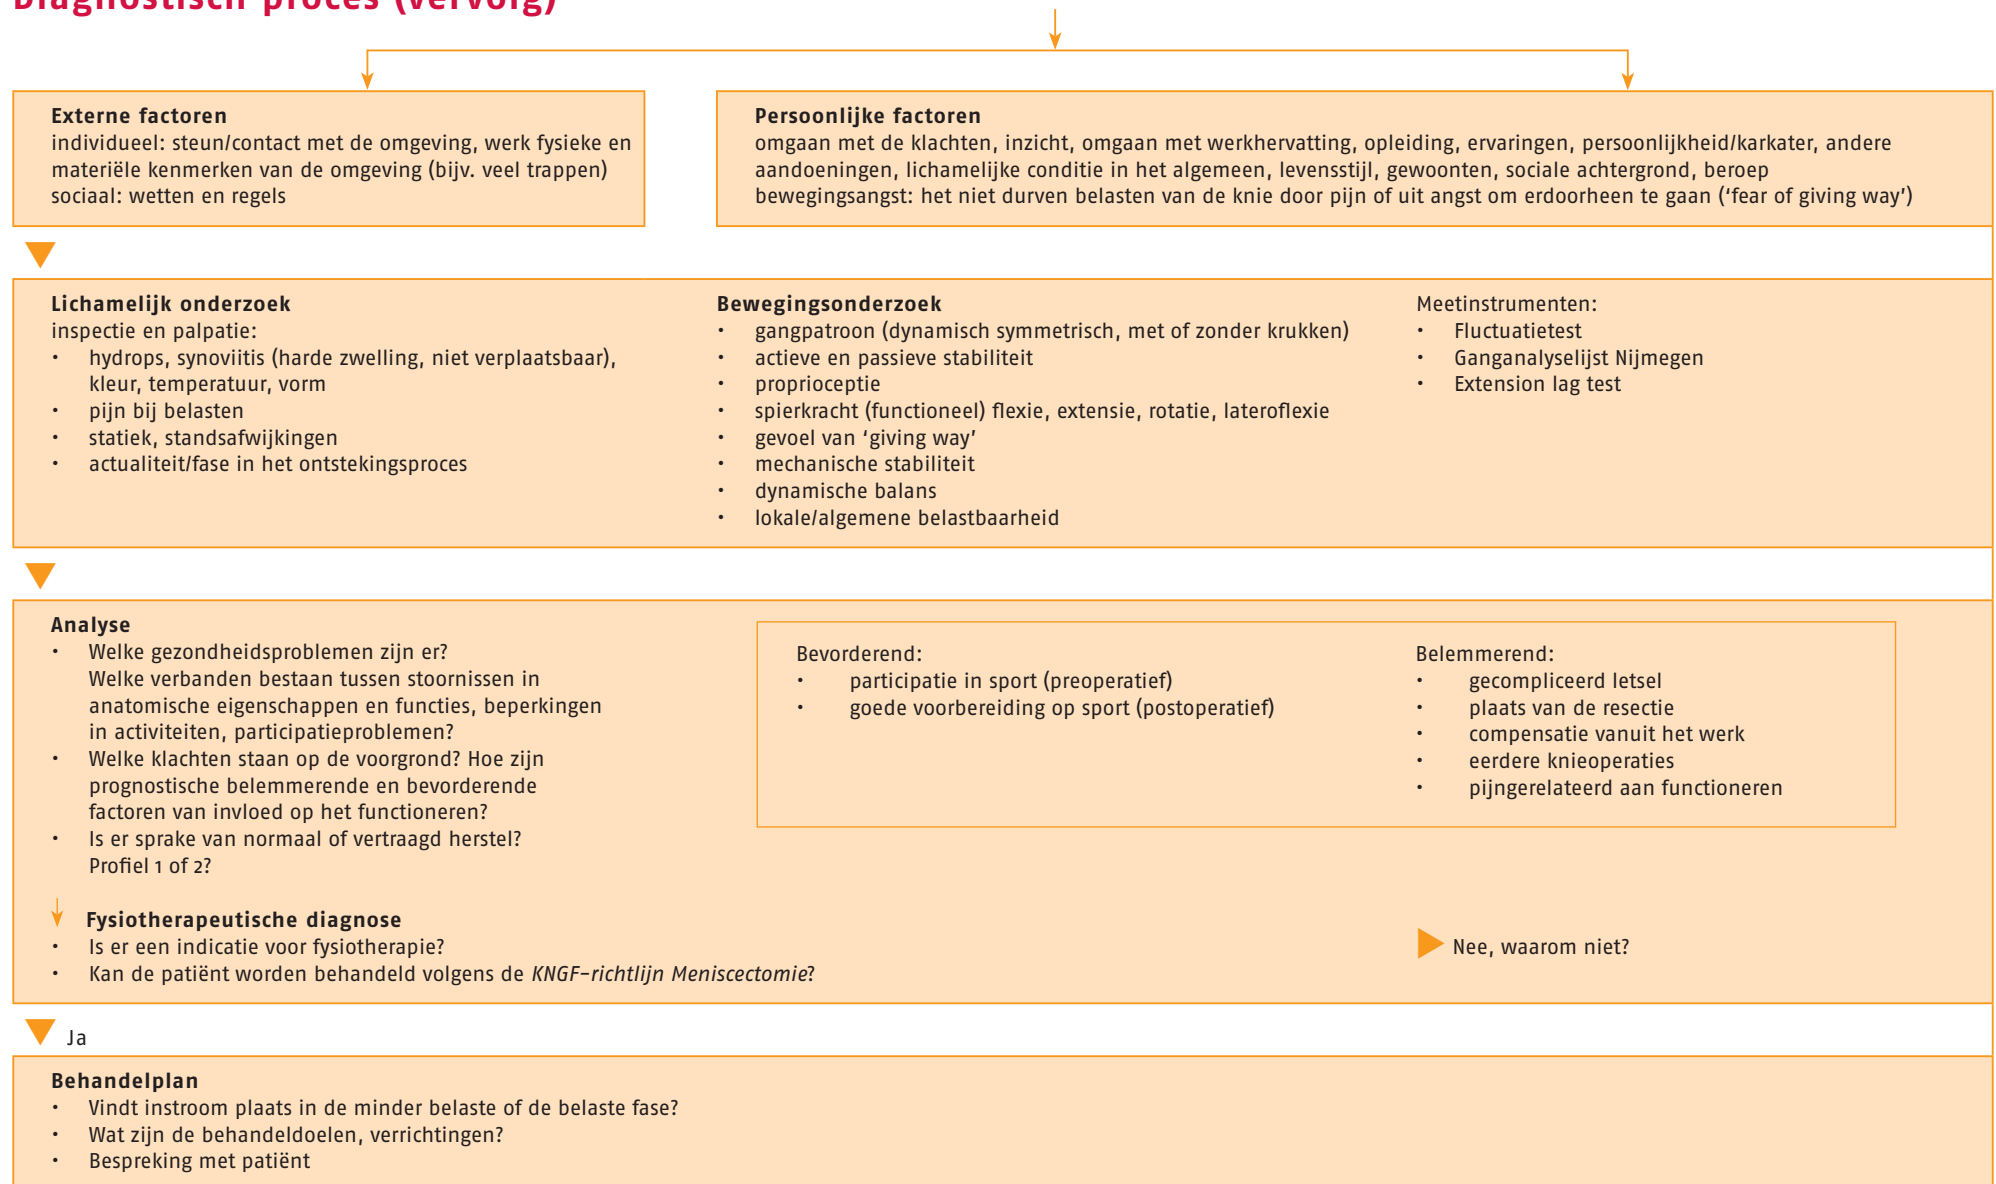 Diagnostisch proces (vervolg)
Externe factoren
individueel: steun/contact met de omgeving, werk fysieke en
materiële kenmerken van de omgeving (bijv. veel trappen)
sociaal: wetten en regels
Persoonlijke factoren
omgaan met de klachten, inzicht, omgaan met werkhervatting, opleiding, ervaringen, persoonlijkheid/karkater, andere
aandoeningen, lichamelijke conditie in het algemeen, levensstijl, gewoonten, sociale achtergrond, beroep
bewegingsangst: het niet durven belasten van de knie door pijn of uit angst om erdoorheen te gaan (‘fear of giving way’)
Lichamelijk onderzoek
inspectie en palpatie:
• hydrops, synoviitis (harde zwelling, niet verplaatsbaar),
kleur, temperatuur, vorm
• pijn bij belasten
• statiek, standsafwijkingen
• actualiteit/fase in het ontstekingsproces
Bewegingsonderzoek
• gangpatroon (dynamisch symmetrisch, met of zonder krukken)
• actieve en passieve stabiliteit
• proprioceptie
• spierkracht (functioneel) flexie, extensie, rotatie, lateroflexie
• gevoel van ‘giving way’
• mechanische stabiliteit
• dynamische balans
• lokale/algemene belastbaarheid
Meetinstrumenten:
• Fluctuatietest
• Ganganalyselijst Nijmegen
• Extension lag test
Analyse
• Welke gezondheidsproblemen zijn er?
Welke verbanden bestaan tussen stoornissen in
anatomische eigenschappen en functies, beperkingen
in activiteiten, participatieproblemen?
• Welke klachten staan op de voorgrond? Hoe zijn
prognostische belemmerende en bevorderende
factoren van invloed op het functioneren?
• Is er sprake van normaal of vertraagd herstel?
Profiel 1 of 2?
Bevorderend:
• participatie in sport (preoperatief)
• goede voorbereiding op sport (postoperatief)
Belemmerend:
• gecompliceerd letsel
• plaats van de resectie
• compensatie vanuit het werk
• eerdere knieoperaties
• pijngerelateerd aan functioneren
Fysiotherapeutische diagnose
• Is er een indicatie voor fysiotherapie?
• Kan de patiënt worden behandeld volgens de KNGF-richtlijn Meniscectomie?
Nee, waarom niet?
Ja
Behandelplan
• Vindt instroom plaats in de minder belaste of de belaste fase?
• Wat zijn de behandeldoelen, verrichtingen?
• Bespreking met patiënt